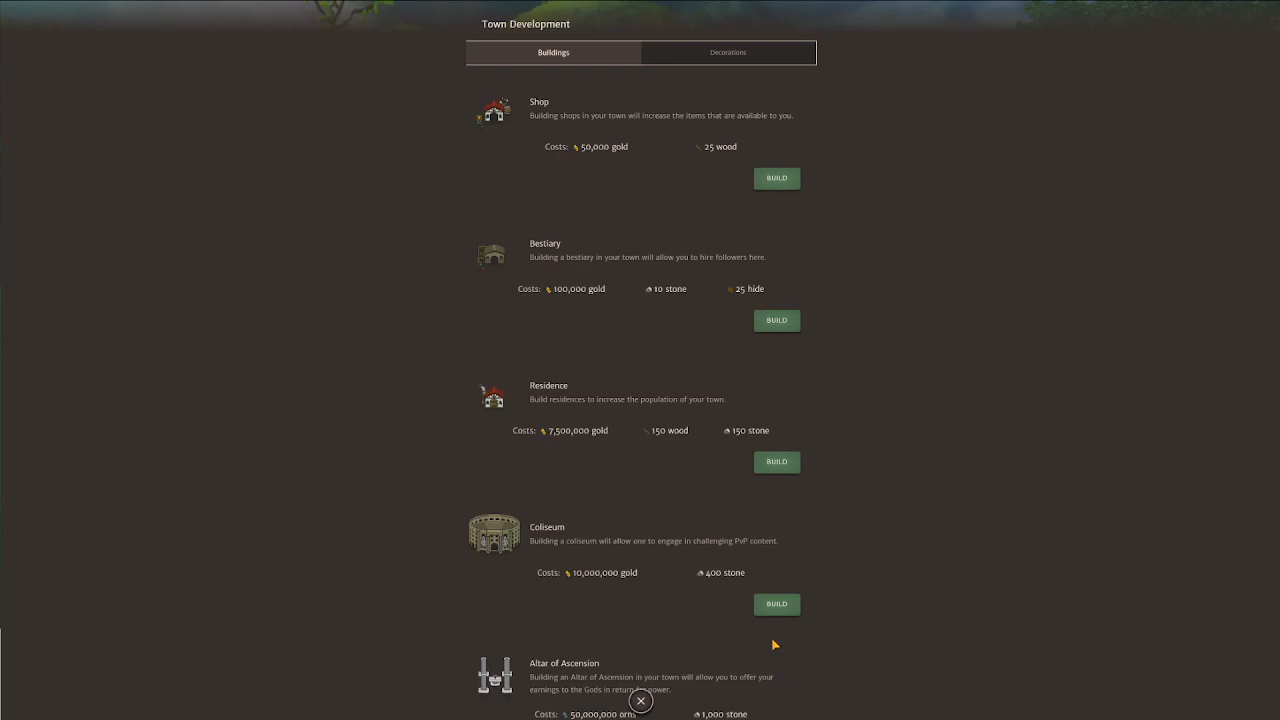 Town Development
Buildings
Decorations
Shop
Building shops in your town will increase the items that are available to you.
Costs: 50,000 gold 25 wood
BUILD
Bestiary
Building a bestiary in your town will allow you to hire followers here.
Costs: 100,000 gold 10 stone 25 hide
BUILD
Residence
Build residences to increase the population of your town.
Costs: 7,500,000 gold 150 wood 150 stone
BUILD
Coliseum
Building a coliseum will allow one to engage in challenging PvP content.
Costs: 10,000,000 gold 400 stone
BUILD
Altar of Ascension
Building an Altar of Ascension in your town will allow you to offer your
earnings to the Gods in return for power.
Costs: 50,000,000 orns 1,000 stone